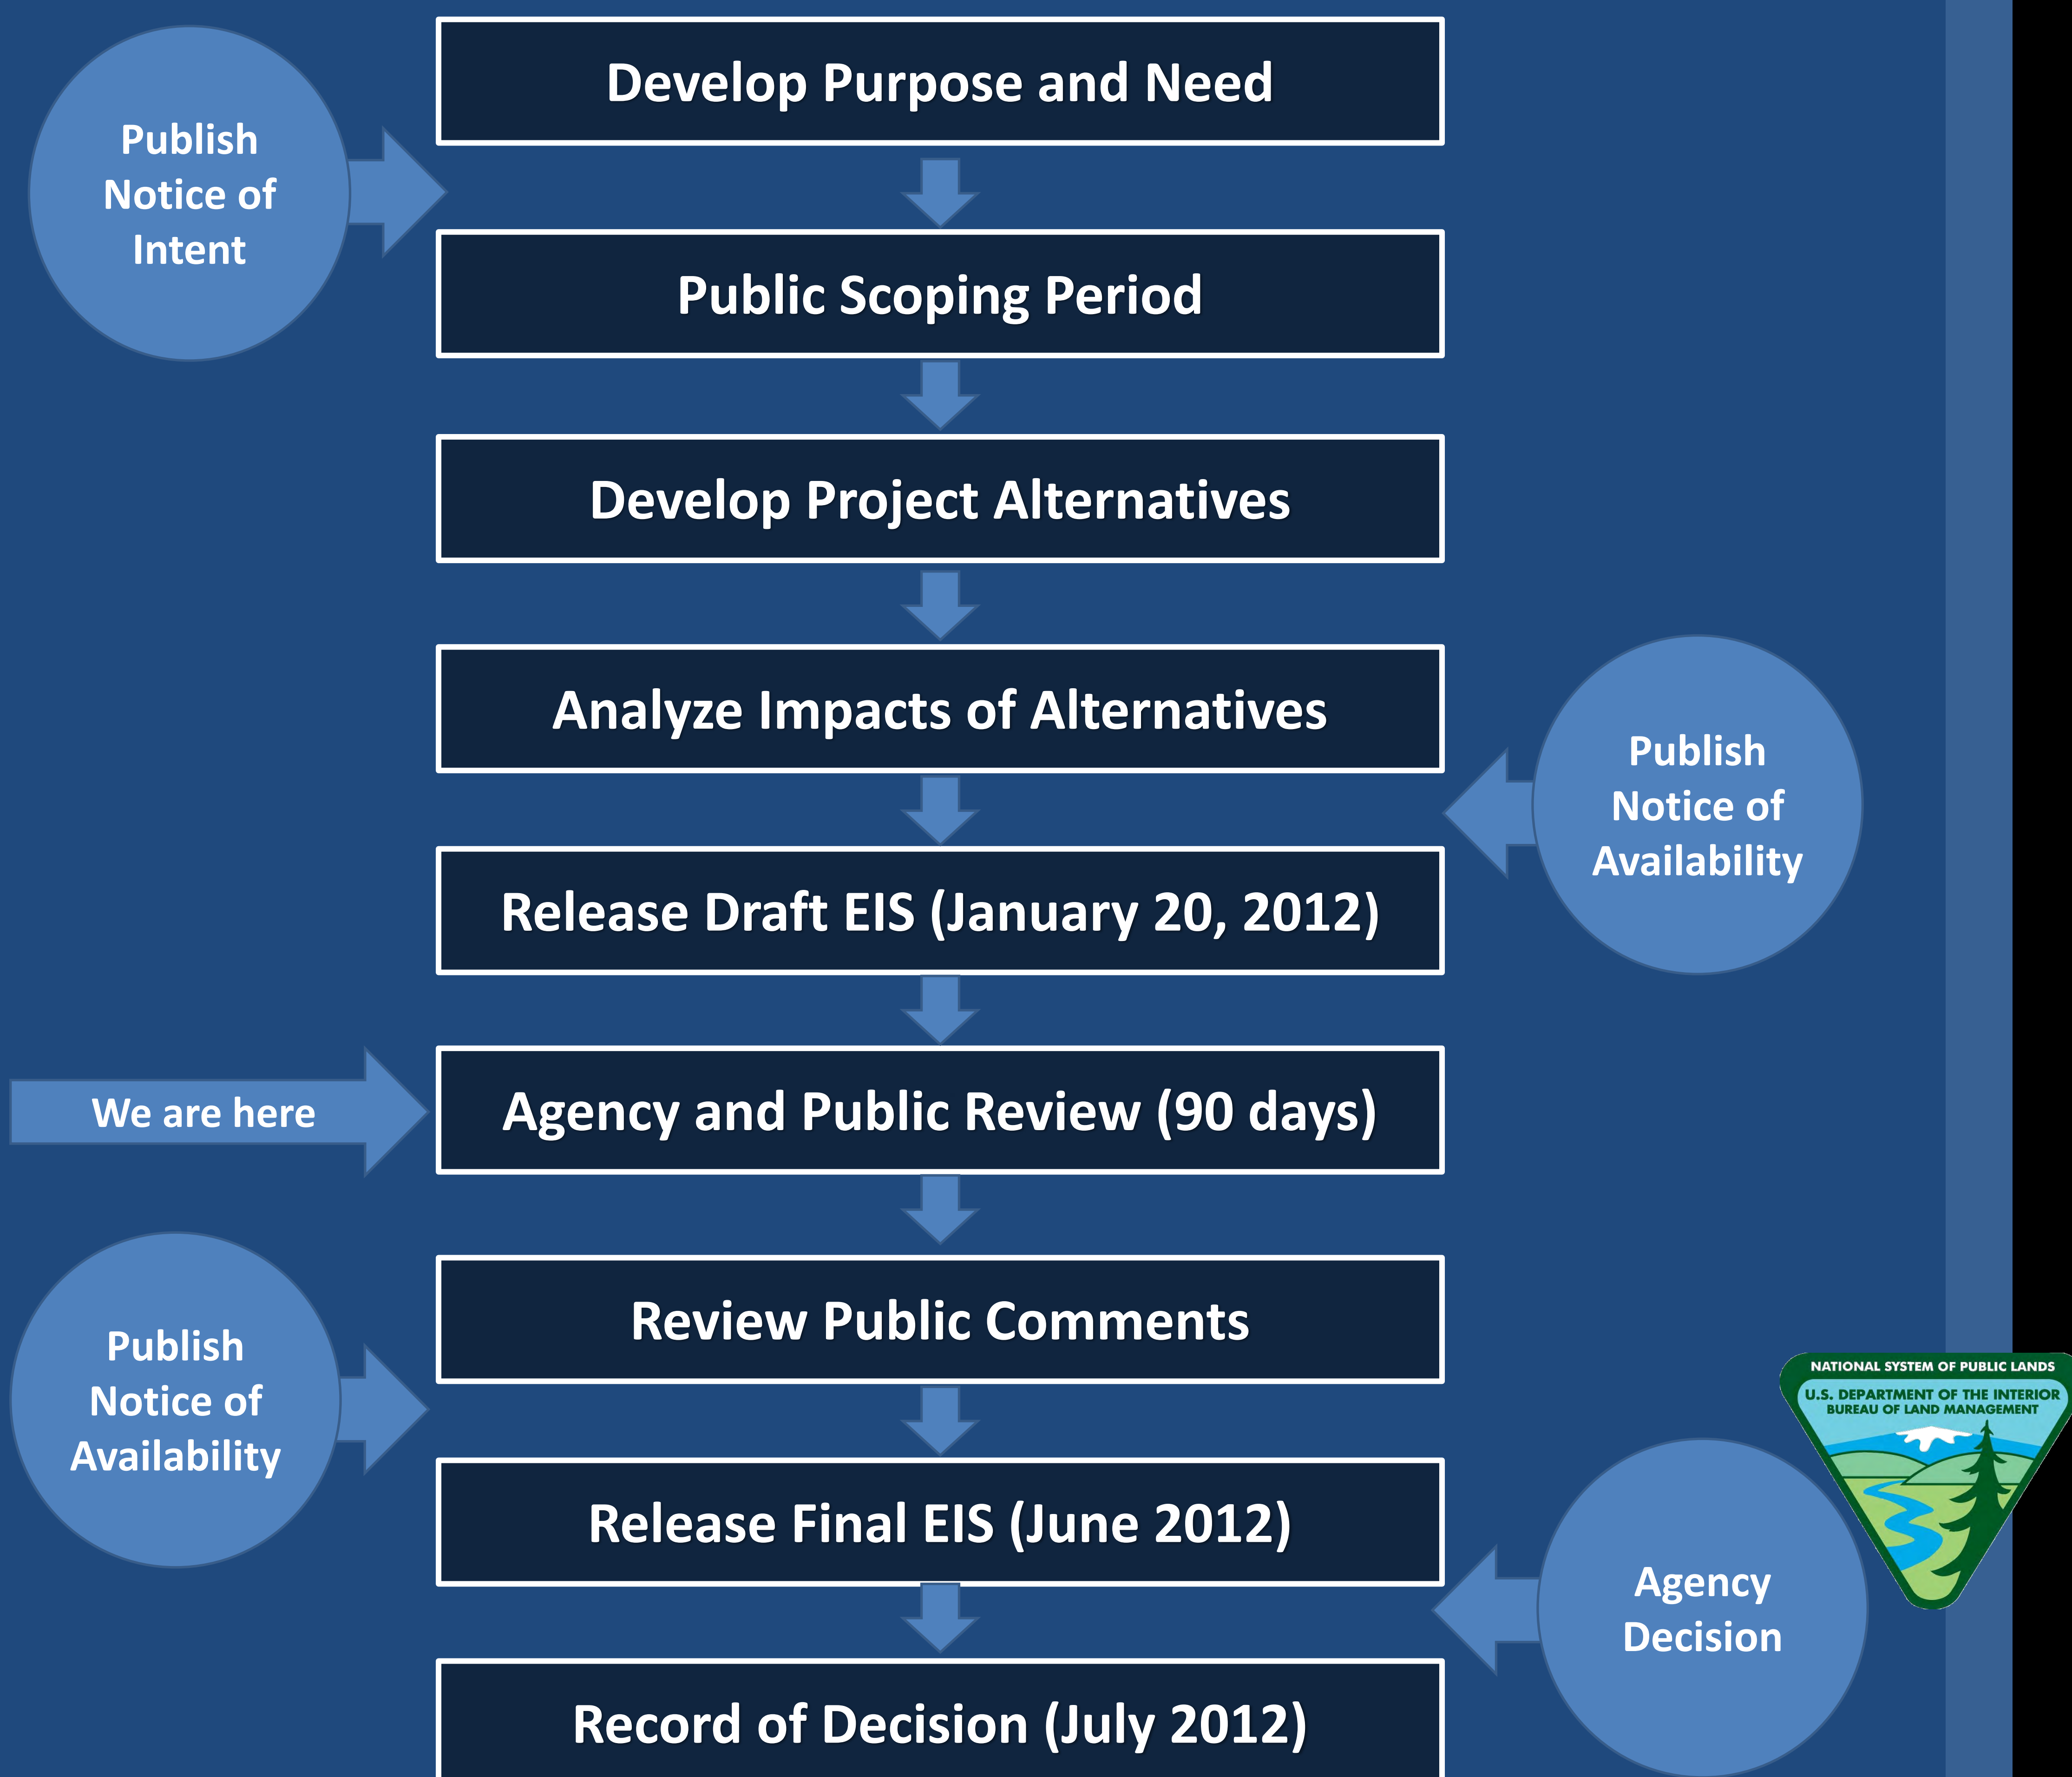 Develop Purpose and Need
Publish
Notice of
Intent
Public Scoping Period
Develop Project Alternatives
Analyze Impacts of Alternatives
Publish
Notice of
Availability
Release Draft EIS (January 20, 2012)
We are here
Agency and Public Review (90 days)
Review Public Comments
Publish
Notice of
Availability
NATIONAL SYSTEM OF PUBLIC LANDS
U.S. DEPARTMENT OF THE INTERIOR
BUREAU OF LAND MANAGEMENT
Release Final EIS (June 2012)
Agency
Decision
Record of Decision (July 2012)